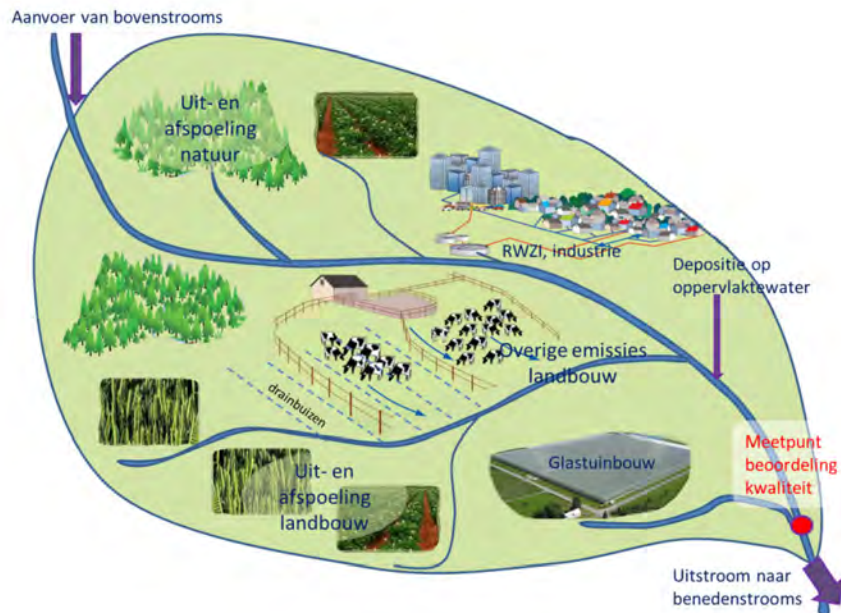 Aanvoer van bovenstrooms
Uit- en
afspoeling
natuur
RWZI, industrie
Depositie op
oppervlaktewater
Overige emissies
landbouw
drainbuizen
Uit- en
afspoeling
landbouw
Glastuinbouw
Meetpunt
beoordeling
kwaliteit
Uitstroom naar
benedenstrooms